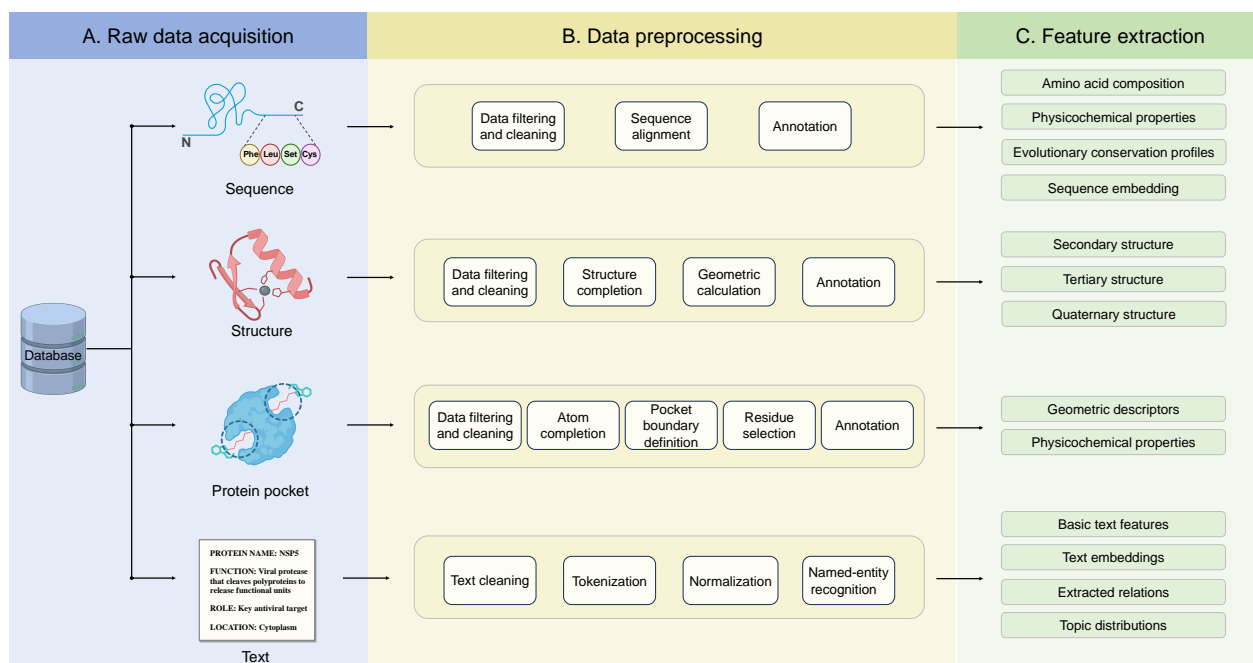 A. Raw data acquisition
B. Data preprocessing
C. Feature extraction
Database
N
C
Phe
Leu
Set
Cys
Sequence
Data filtering
and cleaning
Sequence
alignment
Annotation
Amino acid composition
Physicochemical properties
Evolutionary conservation profiles
Sequence embedding
Structure
Data filtering
and cleaning
Structure
completion
Geometric
calculation
Annotation
Secondary structure
Tertiary structure
Quaternary structure
Protein pocket
Data filtering
and cleaning
Atom
completion
Pocket
boundary
definition
Residue
selection
Annotation
Geometric descriptors
Physicochemical properties
PROTEIN NAME: NSP5
FUNCTION: Viral protease
that cleaves polyproteins to
release functional units
ROLE: Key antiviral target
LOCATION: Cytoplasm
Text
Text cleaning
Tokenization
Normalization
Named-entity
recognition
Basic text features
Text embeddings
Extracted relations
Topic distributions